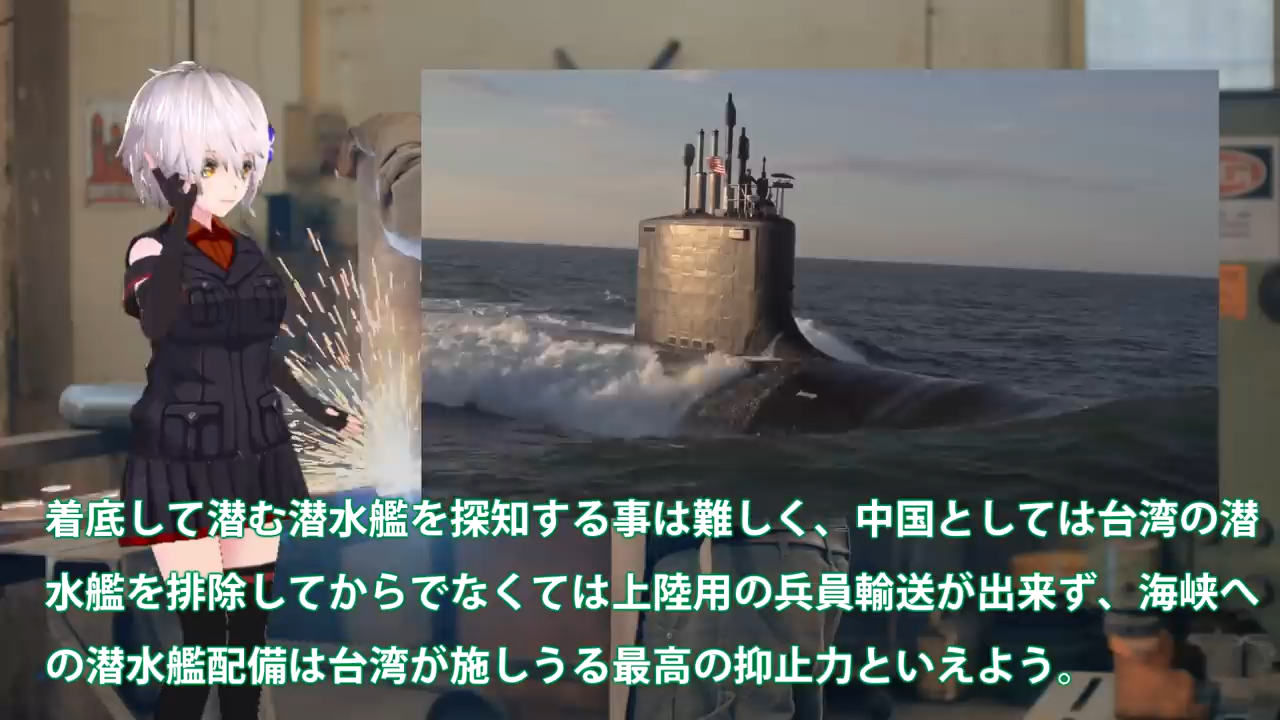 着底して潜む潜水艦を探知する事は難しく、中国としては台湾の潜
水艦を排除してからでなくては上陸用の兵員輸送が出来ず、海峡へ
の潜水艦配備は台湾が施しうる最高の抑止力といえよう。